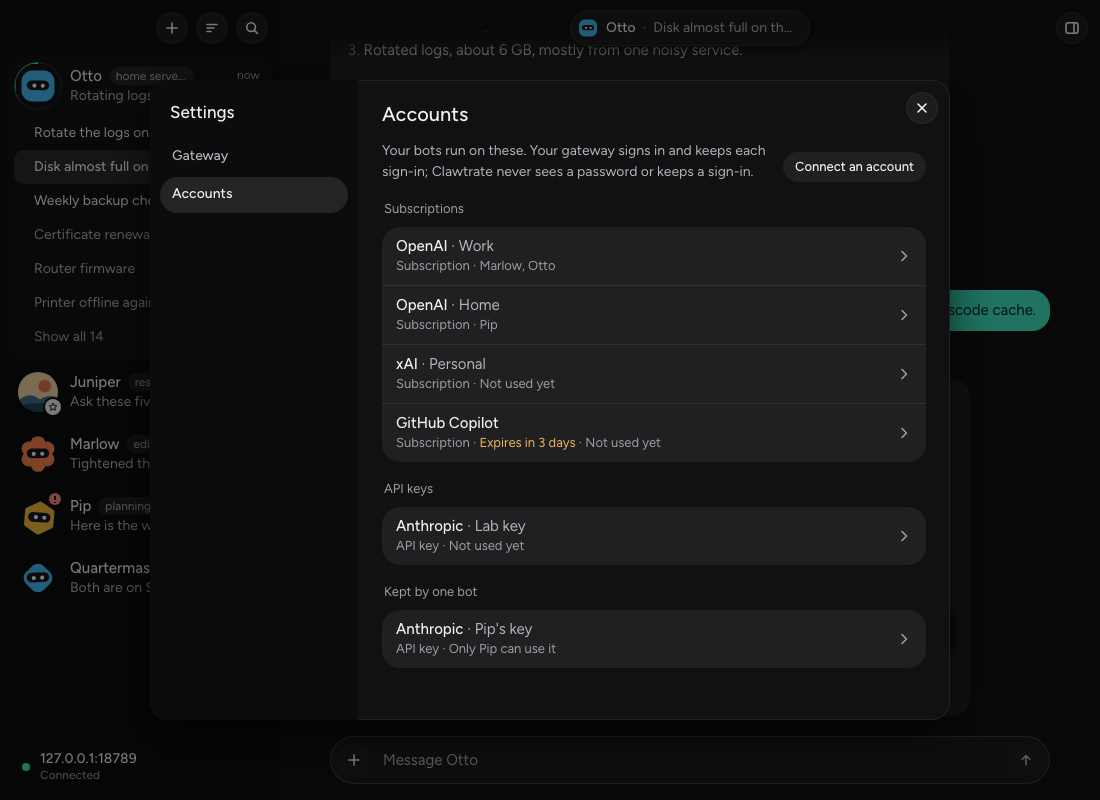 Otto · Disk almost full on th…
3. Rotated logs, about 6 GB, mostly from one noisy service.
Otto home serve… now
Rotating logs
Rotate the logs on
Disk almost full on
Weekly backup che
Certificate renewa
Router firmware
Printer offline again
Show all 14
Juniper res
Ask these fiv
Marlow edi
Tightened th
Pip planning
Here is the w
Quartermas
Both are on S
127.0.0.1:18789
Connected
Settings
Gateway
Accounts
Accounts
Your bots run on these. Your gateway signs in and keeps each
sign-in; Clawtrate never sees a password or keeps a sign-in.
Connect an account
Subscriptions
OpenAI · Work
Subscription · Marlow, Otto
OpenAI · Home
Subscription · Pip
xAI · Personal
Subscription · Not used yet
GitHub Copilot
Subscription · Expires in 3 days · Not used yet
API keys
Anthropic · Lab key
API key · Not used yet
Kept by one bot
Anthropic · Pip's key
API key · Only Pip can use it
scode cache.
Message Otto